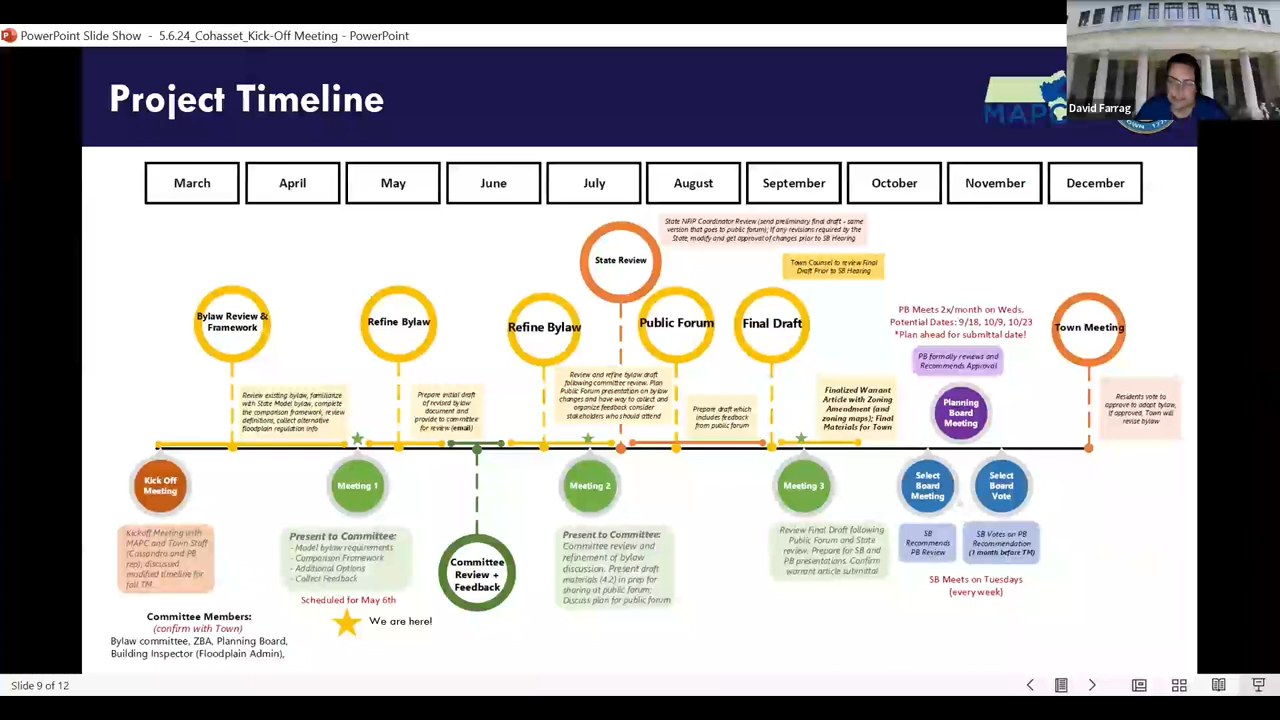 PowerPoint Slide Show - 5.6.24_Cohasset_Kick-Off Meeting - PowerPoint
David Farrag
Project Timeline
MAPC
March
April
May
June
July
August
September
October
November
December
State NFIP Coordinator Review (send preliminary final draft - same
version that goes to public forum); If any revisions required by the
State, modify and get approval of changes prior to SB Hearing
State Review
Town Counsel to review Final
Draft Prior to SB Hearing
Bylaw Review &
Framework
Refine Bylaw
Refine Bylaw
Public Forum
Final Draft
PB Meets 2x/month on Weds.
Potential Dates: 9/18, 10/9, 10/23
*Plan ahead for submittal date!
Town Meeting
PB formally reviews and
Recommends Approval
Review existing bylaw, familiarize
with State Model bylaw, complete
the comparison framework, review
definitions, collect alternative
floodplain regulation info
Prepare initial draft
of revised bylaw
document and
provide to committee
for review (email)
Review and refine bylaw draft
following committee review. Plan
Public Forum presentation on bylaw
changes and have way to collect and
organize feedback consider
stakeholders who should attend
Prepare draft which
includes feedback
from public forum
Finalized Warrant
Article with Zoning
Amendment (and
zoning maps); Final
Materials for Town
Planning
Board
Meeting
Residents vote to
approve to adapt bylaw,
if approved, Town will
revise bylaw
Kick Off
Meeting
Meeting 1
Meeting 2
Meeting 3
Select
Board
Meeting
Select
Board
Vote
Kickoff Meeting with
MAPC and Town Staff
(Cassandra and PB
rep); discussed
modified timeline for
fall TM
Present to Committee:
- Model bylaw requirements
- Comparison Framework
- Additional Options
- Collect Feedback
Scheduled for May 6th
We are here!
Committee
Review +
Feedback
Present to Committee:
Committee review and
refinement of bylaw
discussion. Present draft
materials (4.2) in prep for
sharing at public forum;
Discuss plan for public forum
Review Final Draft following
Public Forum and State
review. Prepare for SB and
PB presentations. Confirm
warrant article submittal
SB
Recommends
PB Review
SB Votes on PB
Recommendation
(1 month before TM)
SB Meets on Tuesdays
(every week)
Committee Members:
(confirm with Town)
Bylaw committee, ZBA, Planning Board,
Building Inspector (Floodplain Admin),
Slide 9 of 12